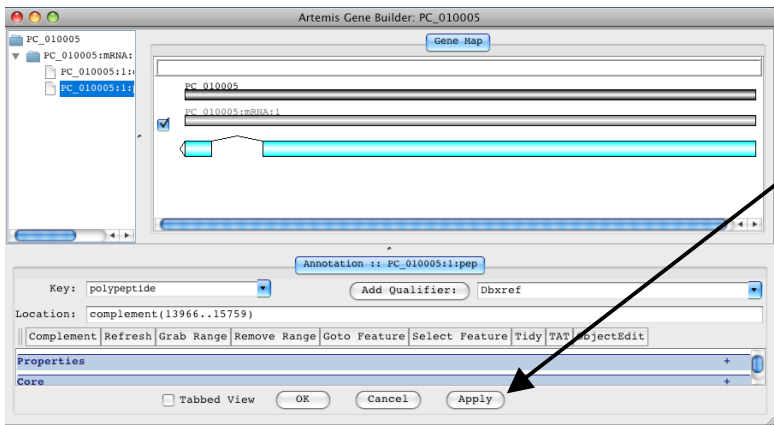 Artemis Gene Builder: PC_010005
PC_010005
PC_010005:mRNA:
PC_010005:1:
PC_010005:1:p
Gene Map
PC_010005
PC_010005:mRNA:1
Annotation :: PC_010005:1:pep
Key: polypeptide Add Qualifier: Dbxref
Location: complement(13966..15759)
Complement Refresh Grab Range Remove Range Goto Feature Select Feature Tidy TAT ObjectEdit
Properties +
Core +
Tabbed View OK Cancel Apply